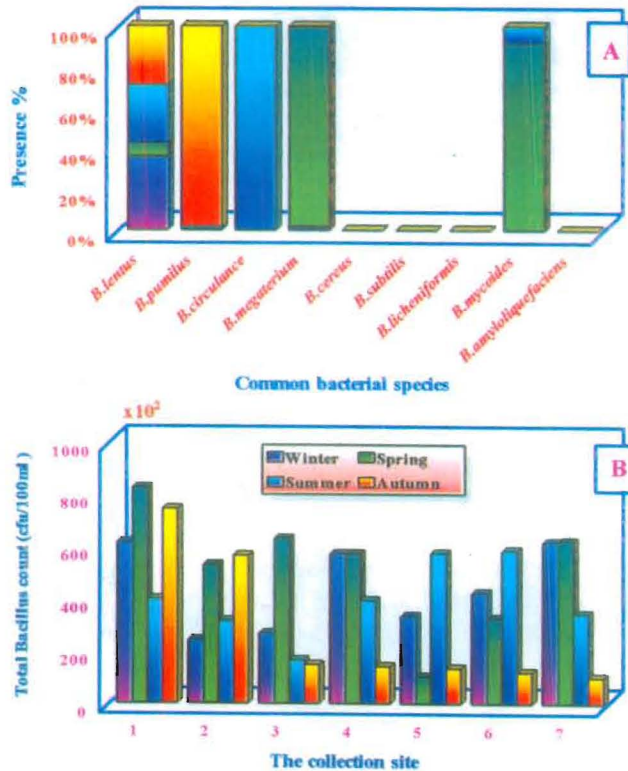 A
100%
80%
60%
40%
20%
0%
Presence %
B.lentus
B.pumilus
B.circulance
B.megaterium
B.cereus
B.subtilis
B.licheniformis
B.mycoides
B.amyloliquefaciens
Common bacterial species
x10²
B
Winter Spring
Summer Autumn
1000
800
600
400
200
0
Total Bacillus count (cfu/100ml)
1 2 3 4 5 6 7
The collection site